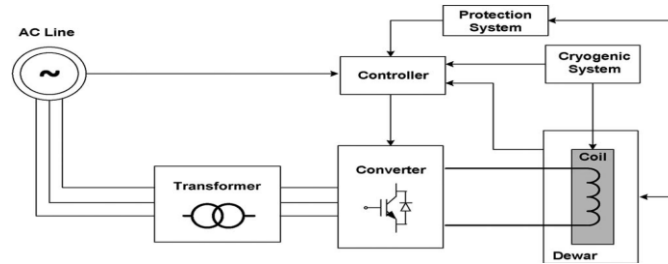 Protection
System
AC Line
~
Controller
Cryogenic
System
Transformer
Converter
Coil
Dewar